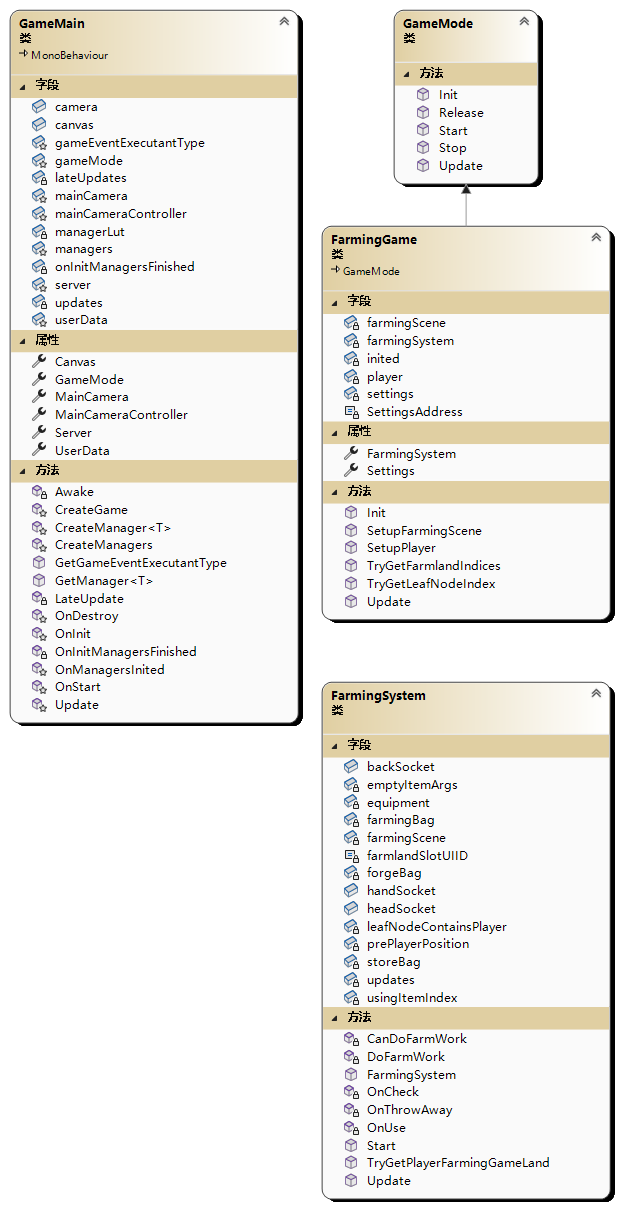 GameMain
类
MonoBehaviour
字段
camera
canvas
gameEventExecutantType
gameMode
lateUpdates
mainCamera
mainCameraController
managerLut
managers
onInitManagersFinished
server
updates
userData
属性
Canvas
GameMode
MainCamera
MainCameraController
Server
UserData
方法
Awake
CreateGame
CreateManager<T>
CreateManagers
GetGameEventExecutantType
GetManager<T>
LateUpdate
OnDestroy
OnInit
OnInitManagersFinished
OnManagersInited
OnStart
Update
GameMode
类
方法
Init
Release
Start
Stop
Update
FarmingGame
类
GameMode
字段
farmingScene
farmingSystem
inited
player
settings
SettingsAddress
属性
FarmingSystem
Settings
方法
Init
SetupFarmingScene
SetupPlayer
TryGetFarmlandIndices
TryGetLeafNodeIndex
Update
FarmingSystem
类
字段
backSocket
emptyItemArgs
equipment
farmingBag
farmingScene
farmlandSlotUIID
forgeBag
handSocket
headSocket
leafNodeContainsPlayer
prePlayerPosition
storeBag
updates
usingItemIndex
方法
CanDoFarmWork
DoFarmWork
FarmingSystem
OnCheck
OnThrowAway
OnUse
Start
TryGetPlayerFarmingGameLand
Update